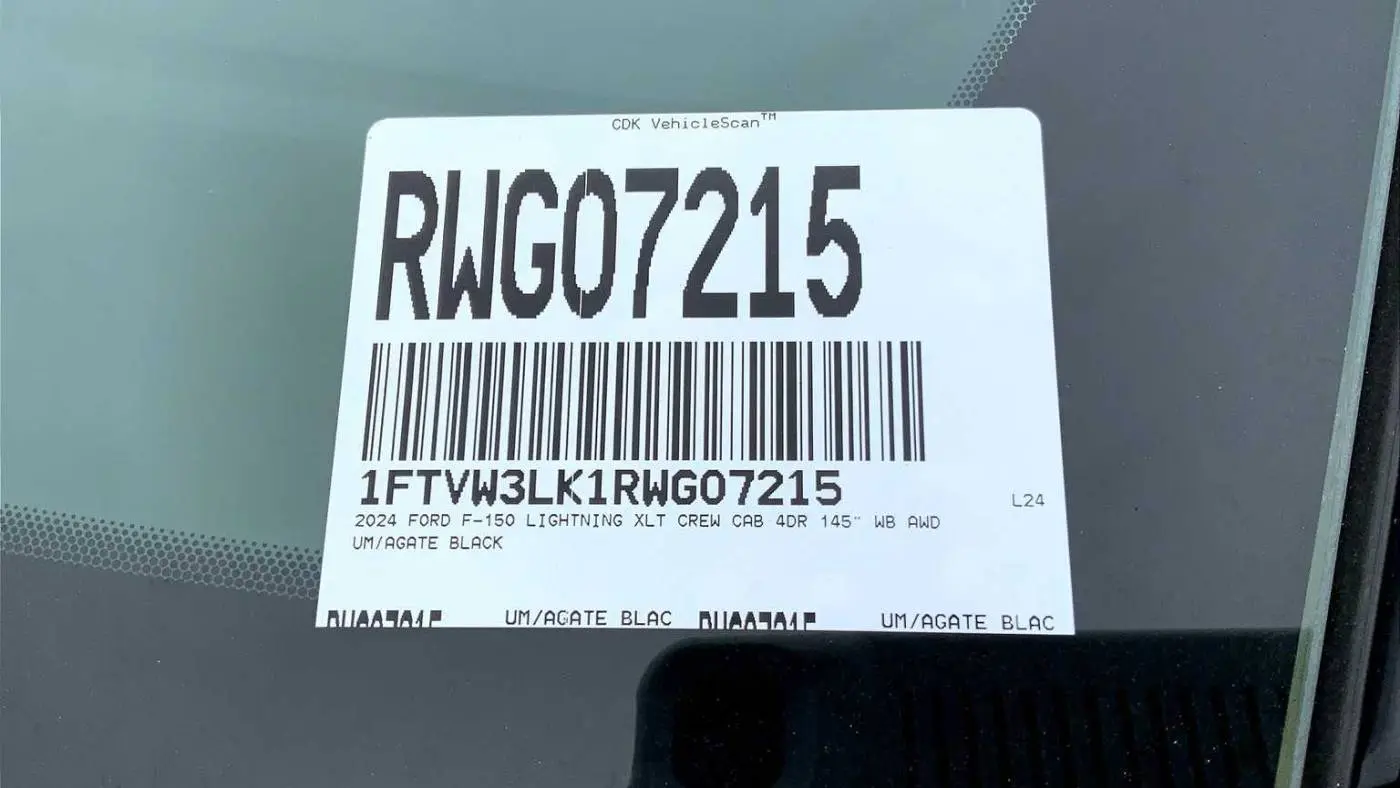 CDK VehicleScan™
RWG07215
1FTVW3LK1RWG07215
L24
2024 FORD F-150 LIGHTNING XLT CREW CAB 4DR 145" WB AWD
UM/AGATE BLACK
UM/AGATE BLAC UM/AGATE BLAC